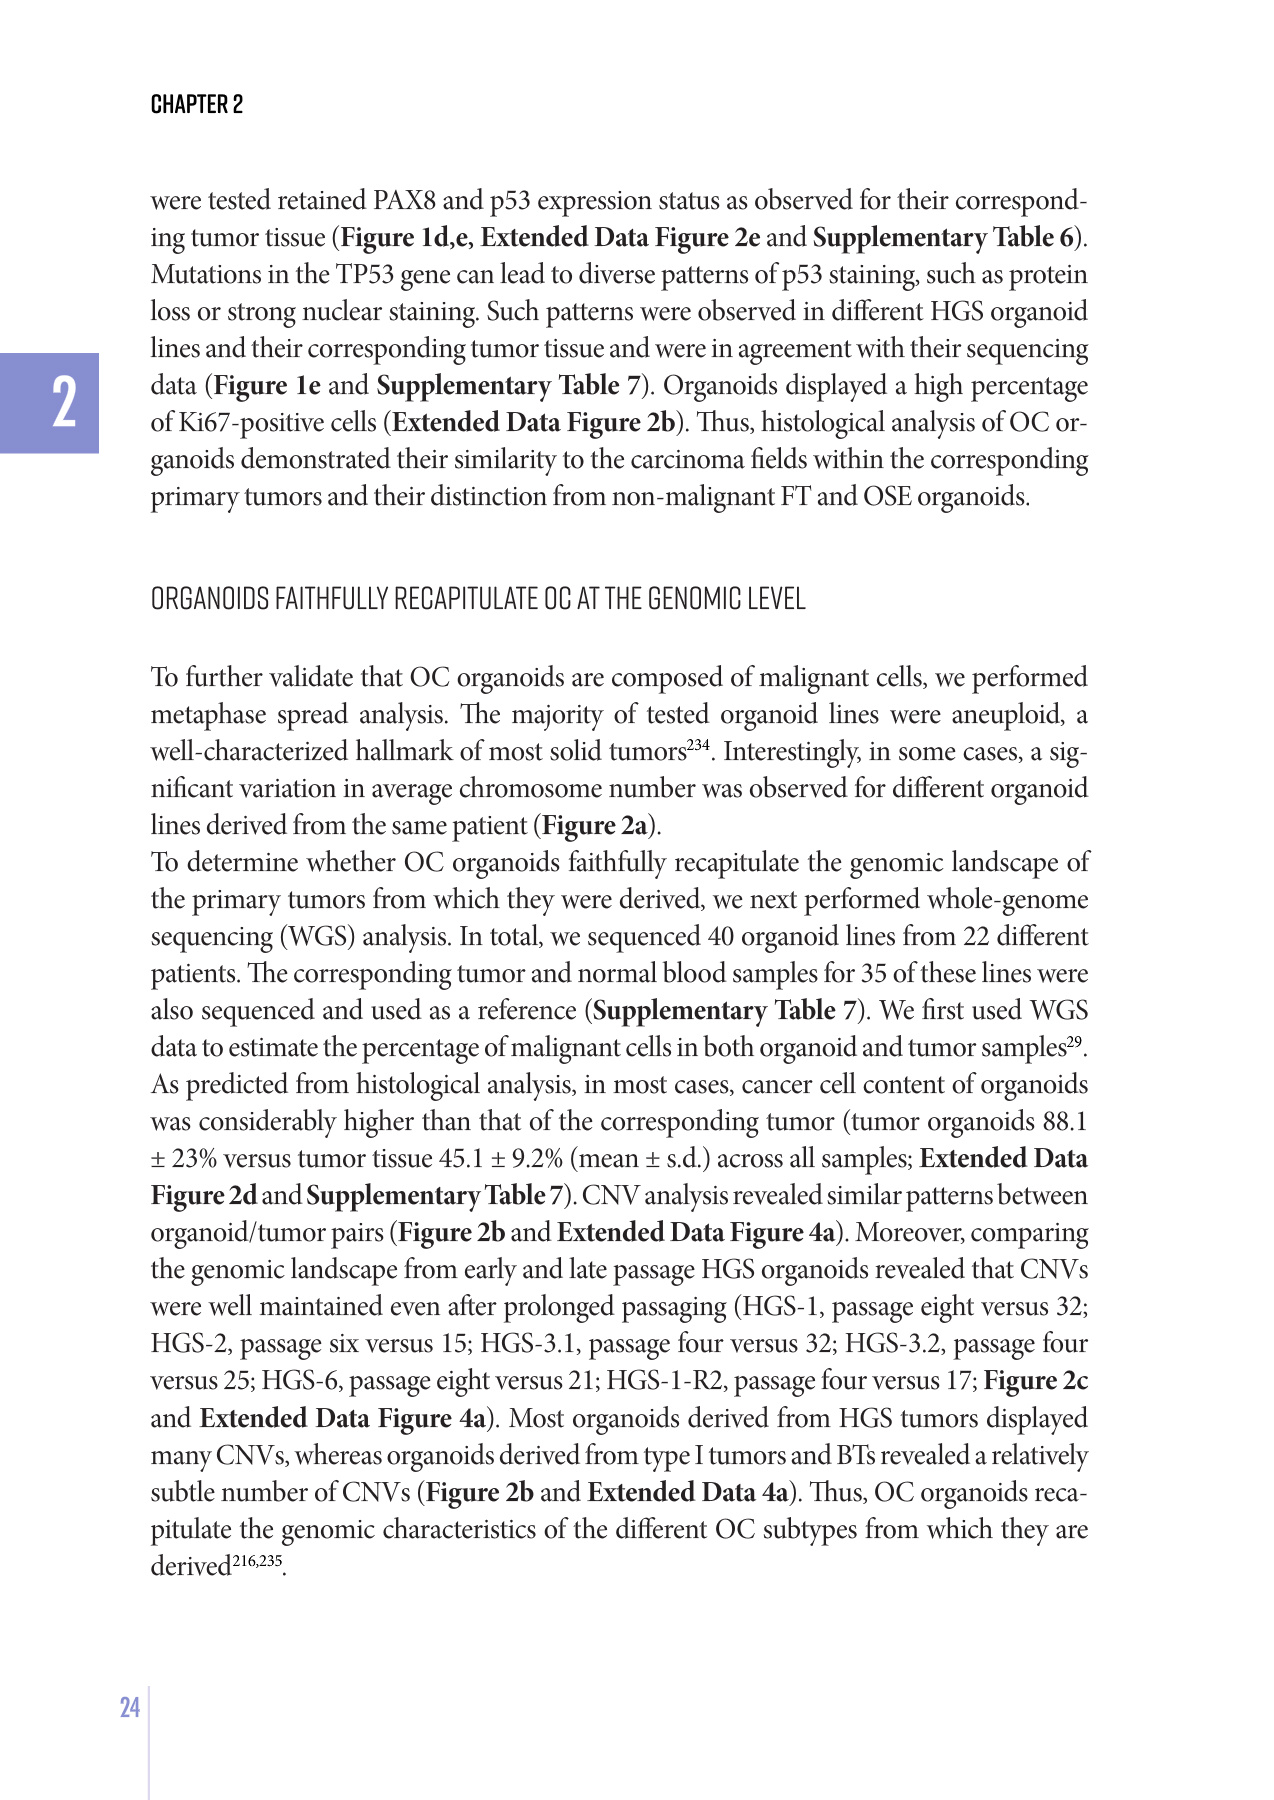 CHAPTER 2
were tested retained PAX8 and p53 expression status as observed for their correspond-
ing tumor tissue (Figure 1d,e, Extended Data Figure 2e and Supplementary Table 6).
Mutations in the TP53 gene can lead to diverse patterns of p53 staining, such as protein
loss or strong nuclear staining. Such patterns were observed in different HGS organoid
lines and their corresponding tumor tissue and were in agreement with their sequencing
data (Figure 1e and Supplementary Table 7). Organoids displayed a high percentage
of Ki67-positive cells (Extended Data Figure 2b). Thus, histological analysis of OC or-
ganoids demonstrated their similarity to the carcinoma fields within the corresponding
primary tumors and their distinction from non-malignant FT and OSE organoids.
2
ORGANOIDS FAITHFULLY RECAPITULATE OC AT THE GENOMIC LEVEL
To further validate that OC organoids are composed of malignant cells, we performed
metaphase spread analysis. The majority of tested organoid lines were aneuploid, a
well-characterized hallmark of most solid tumors234. Interestingly, in some cases, a sig-
nificant variation in average chromosome number was observed for different organoid
lines derived from the same patient (Figure 2a).
To determine whether OC organoids faithfully recapitulate the genomic landscape of
the primary tumors from which they were derived, we next performed whole-genome
sequencing (WGS) analysis. In total, we sequenced 40 organoid lines from 22 different
patients. The corresponding tumor and normal blood samples for 35 of these lines were
also sequenced and used as a reference (Supplementary Table 7). We first used WGS
data to estimate the percentage of malignant cells in both organoid and tumor samples29.
As predicted from histological analysis, in most cases, cancer cell content of organoids
was considerably higher than that of the corresponding tumor (tumor organoids 88.1
± 23% versus tumor tissue 45.1 ± 9.2% (mean ± s.d.) across all samples; Extended Data
Figure 2d and Supplementary Table 7). CNV analysis revealed similar patterns between
organoid/tumor pairs (Figure 2b and Extended Data Figure 4a). Moreover, comparing
the genomic landscape from early and late passage HGS organoids revealed that CNVs
were well maintained even after prolonged passaging (HGS-1, passage eight versus 32;
HGS-2, passage six versus 15; HGS-3.1, passage four versus 32; HGS-3.2, passage four
versus 25; HGS-6, passage eight versus 21; HGS-1-R2, passage four versus 17; Figure 2c
and Extended Data Figure 4a). Most organoids derived from HGS tumors displayed
many CNVs, whereas organoids derived from type I tumors and BTs revealed a relatively
subtle number of CNVs (Figure 2b and Extended Data 4a). Thus, OC organoids reca-
pitulate the genomic characteristics of the different OC subtypes from which they are
derived216,235.
24